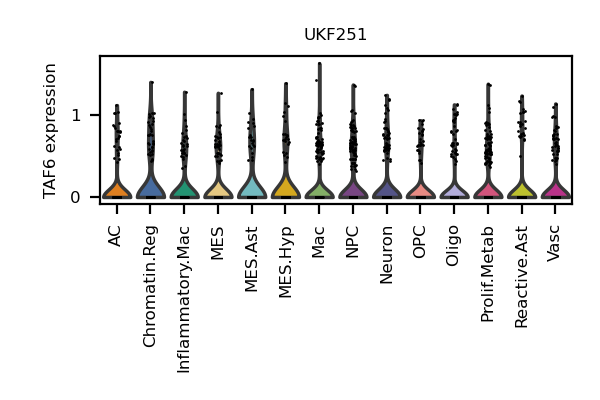 UKF251
TAF6 expression
1
0
AC
Chromatin.Reg
Inflammatory.Mac
MES
MES.Ast
MES.Hyp
Mac
NPC
Neuron
OPC
Oligo
Prolif.Metab
Reactive.Ast
Vasc